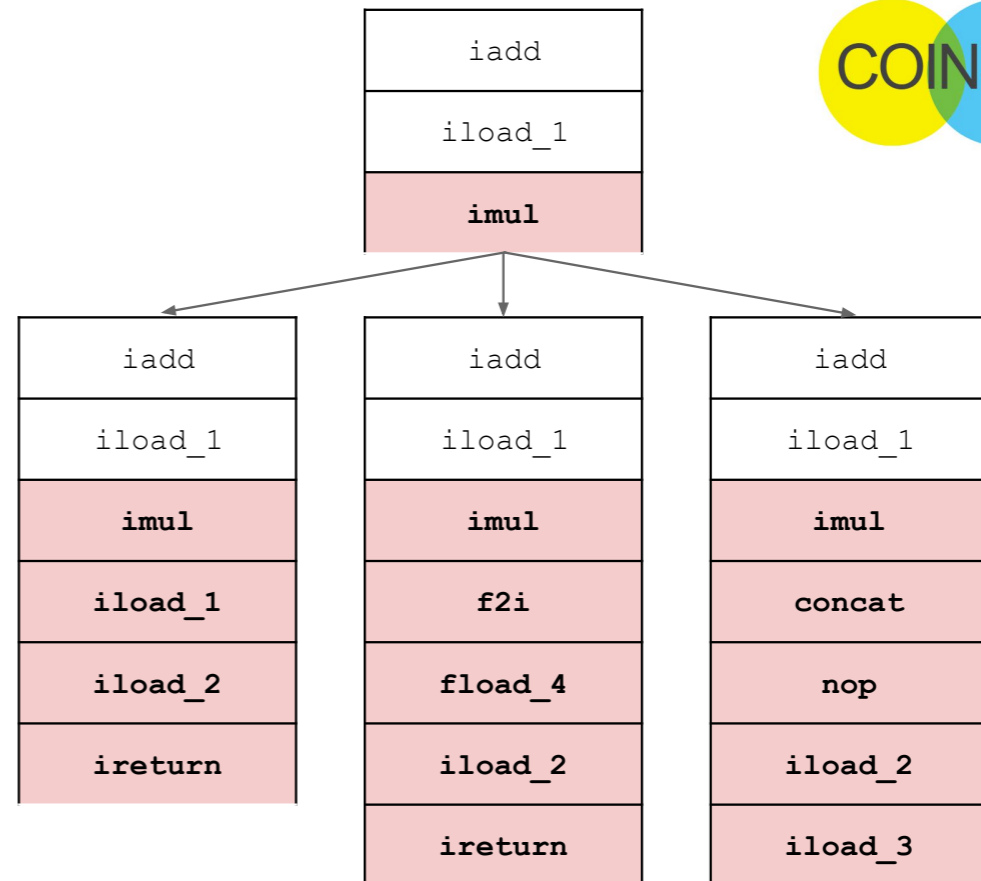 iadd
COIN
iload_1
imul
iadd
iload_1
imul
iload_1
iload_2
ireturn
iadd
iload_1
imul
f2i
fload_4
iload_2
ireturn
iadd
iload_1
imul
concat
nop
iload_2
iload_3